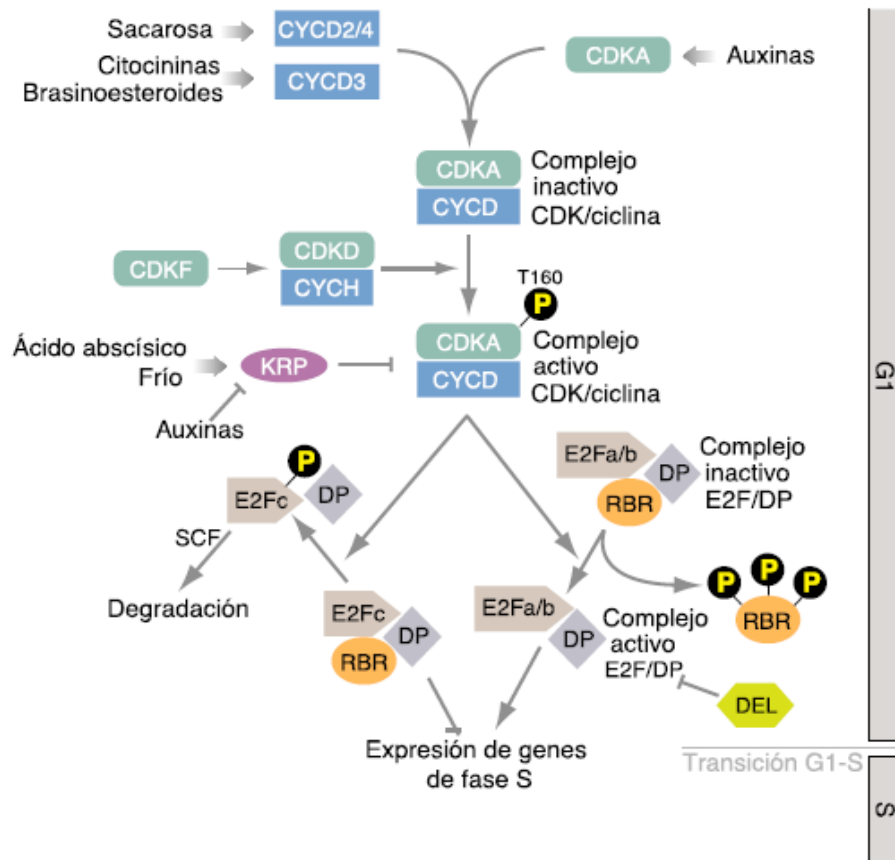 Sacarosa
CYCD2/4
CDKA
Auxinas
Citocininas
Brasinoesteroides
CYCD3
CDKA
CYCD
Complejo
inactivo
CDK/ciclina
CDKF
CDKD
CYCH
T160
P
CDKA
CYCD
Complejo
activo
CDK/ciclina
Ácido abscísico
Frío
KRP
Auxinas
G1
P
E2Fc
DP
SCF
Degradación
E2Fa/b
DP
RBR
Complejo
inactivo
E2F/DP
E2Fc
DP
RBR
E2Fa/b
DP
Complejo
activo
E2F/DP
P
P
P
RBR
DEL
Expresión de genes
de fase S
Transición G1-S
S